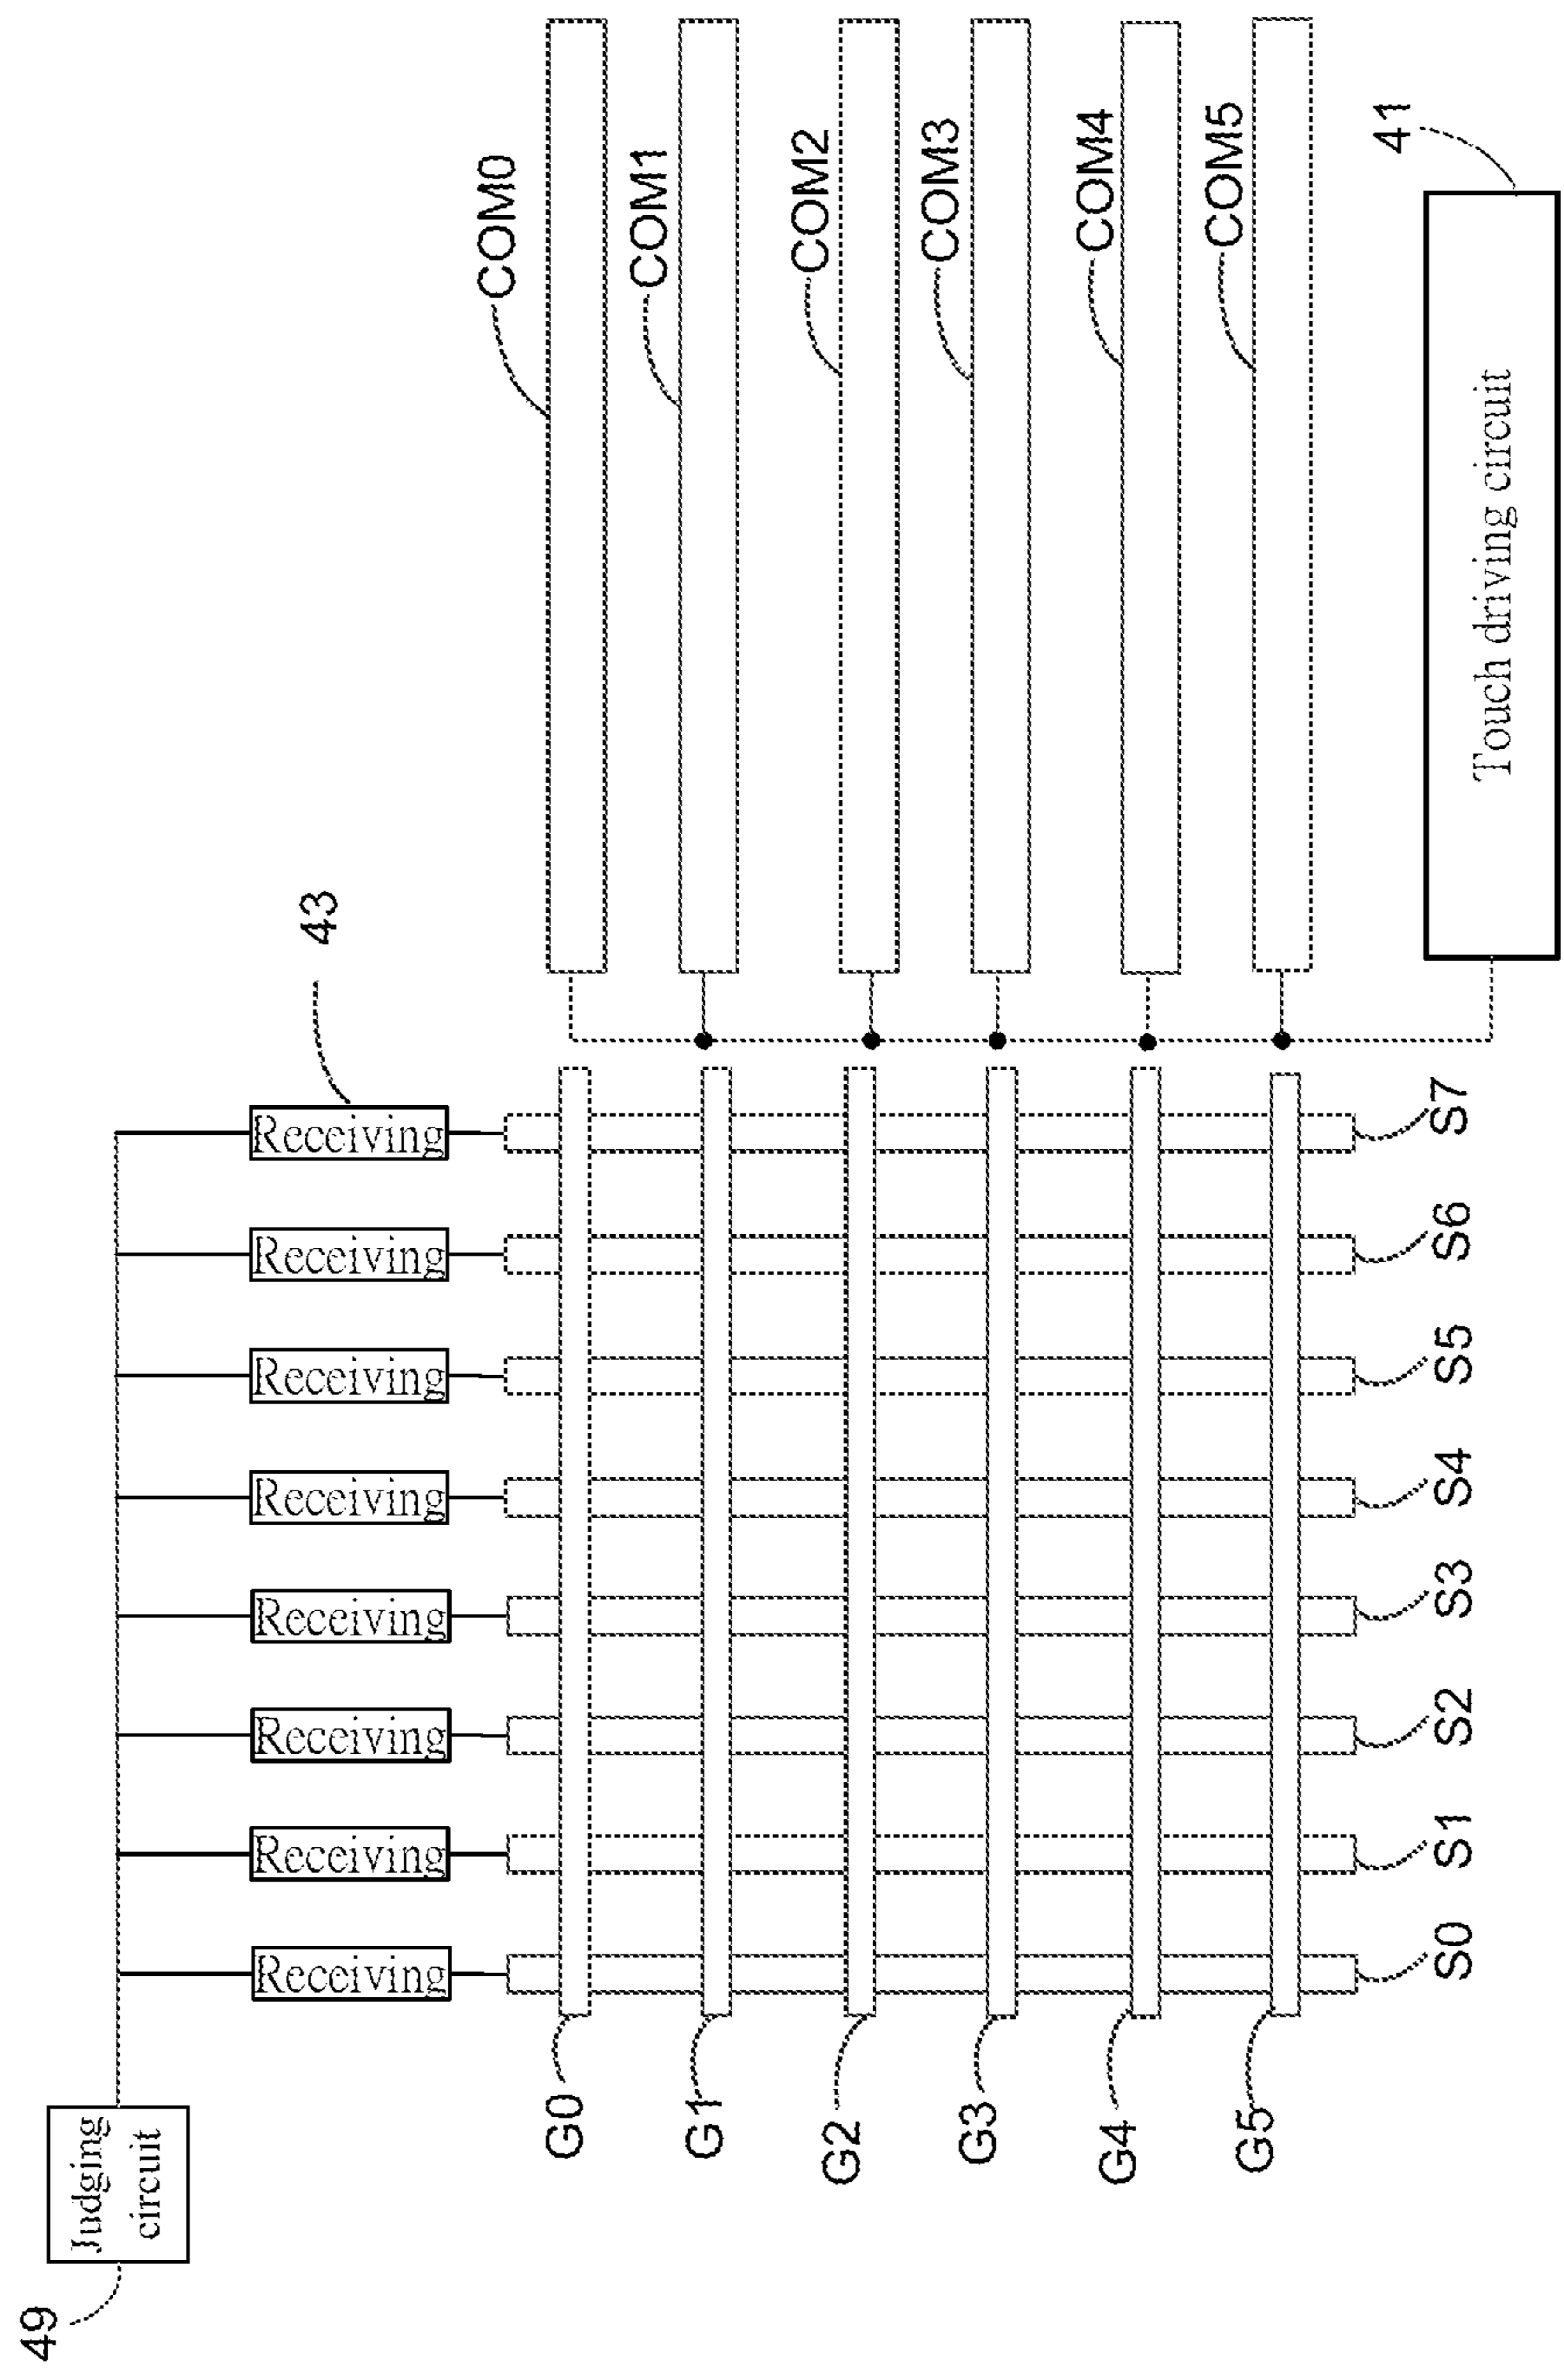 49
Judging
circuit
Receiving
Receiving
Receiving
Receiving
Receiving
Receiving
Receiving
Receiving
43
G0
G1
G2
G3
G4
G5
S0
S1
S2
S3
S4
S5
S6
S7
COM0
COM1
COM2
COM3
COM4
COM5
Touch driving circuit
41